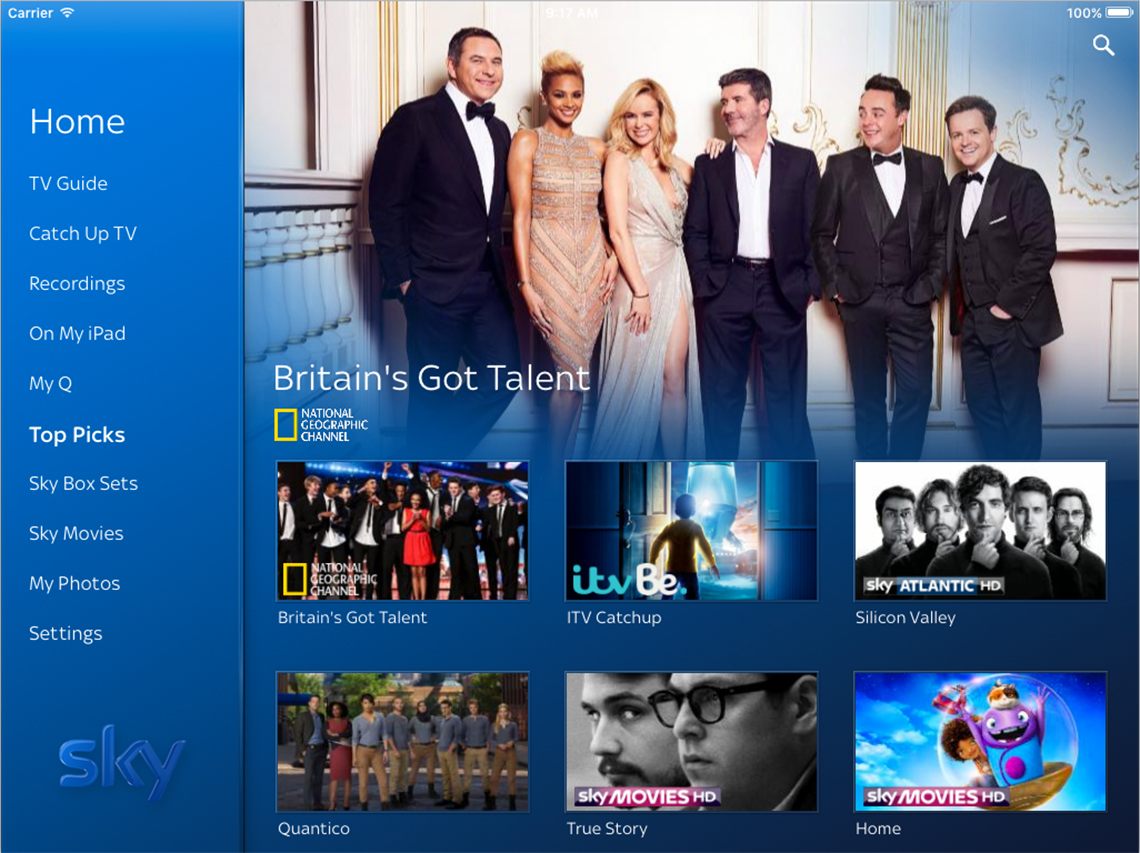 Carrier
9:17 AM
100%
Home
TV Guide
Catch Up TV
Recordings
On My iPad
My Q
Top Picks
Sky Box Sets
Sky Movies
My Photos
Settings
sky
Britain's Got Talent
NATIONAL
GEOGRAPHIC
CHANNEL
NATIONAL
GEOGRAPHIC
CHANNEL
Britain's Got Talent
itvBe.
ITV Catchup
sky ATLANTIC HD
Silicon Valley
Quantico
sky MOVIES HD
True Story
sky MOVIES HD
Home